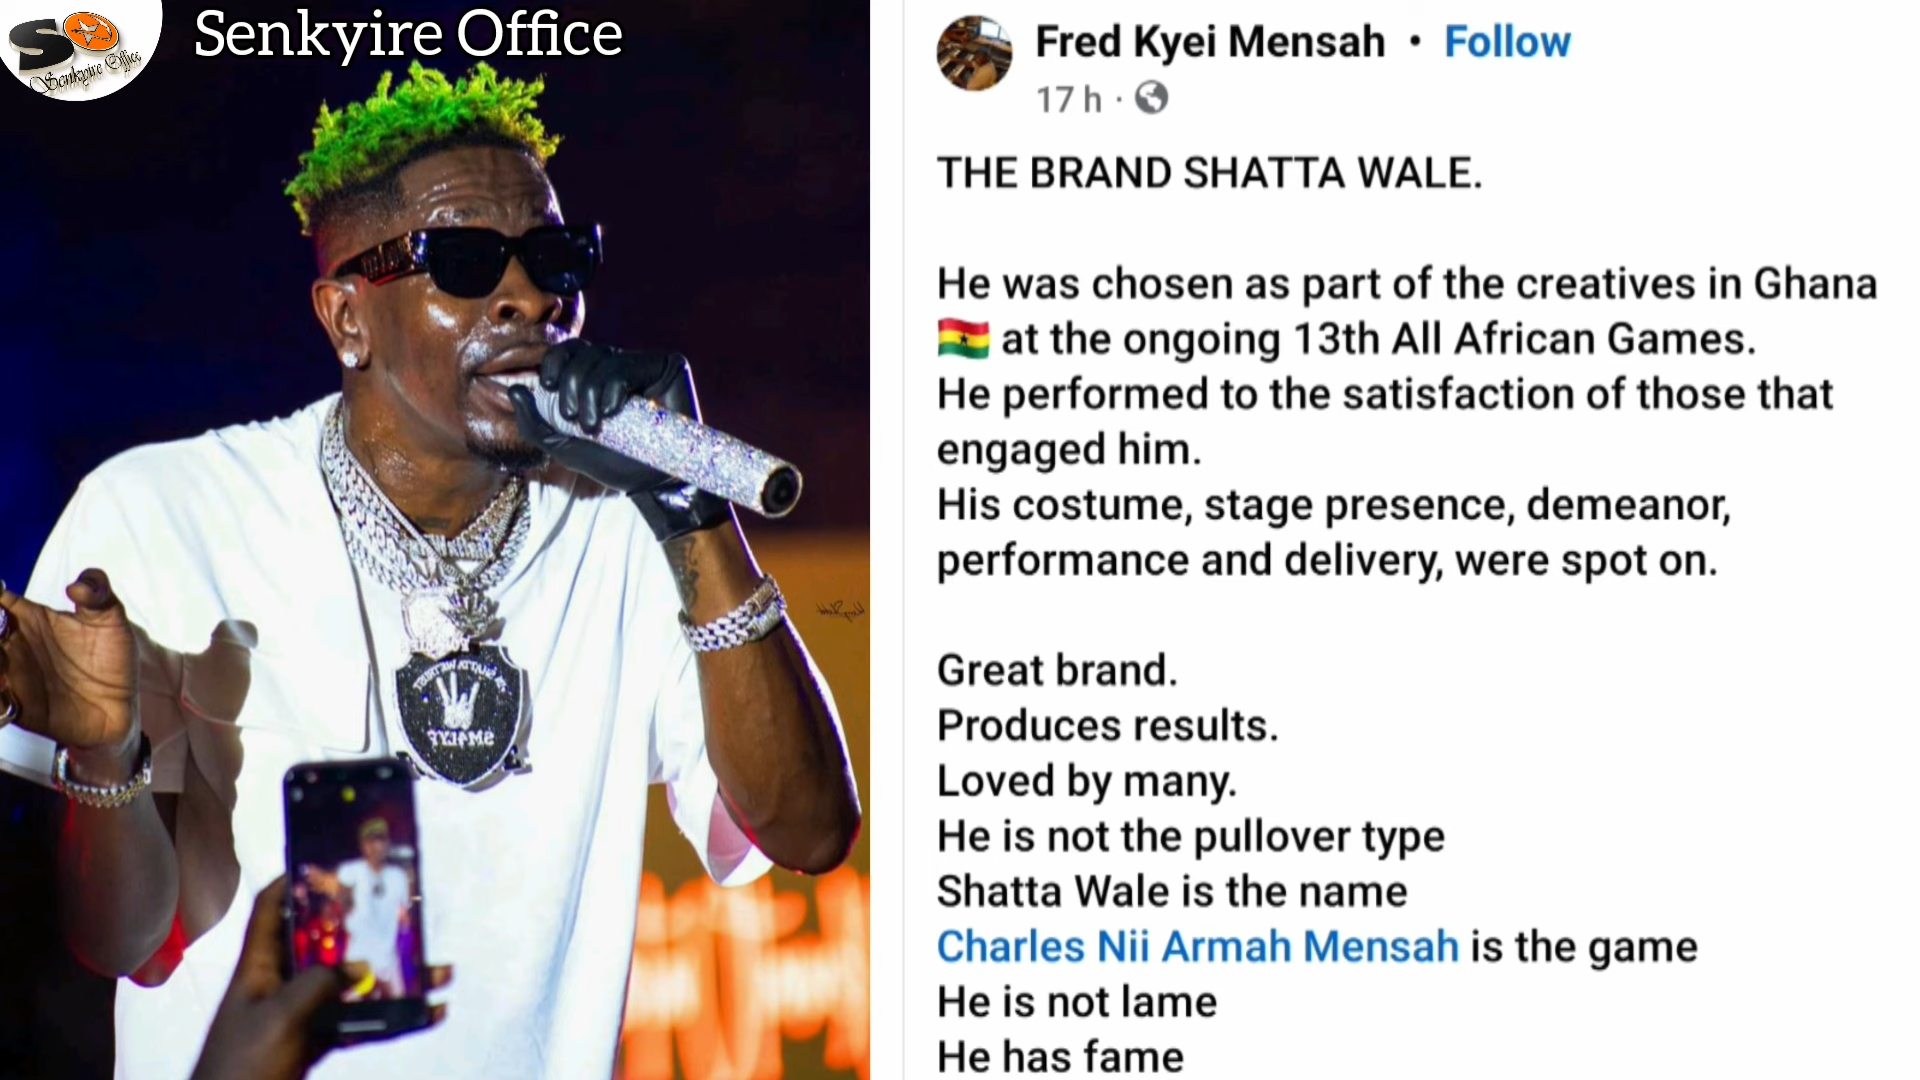 Senkyire Office
Senkyire Office
Fred Kyei Mensah • Follow
17 h ·
THE BRAND SHATTA WALE.
He was chosen as part of the creatives in Ghana
🇬🇭 at the ongoing 13th All African Games.
He performed to the satisfaction of those that
engaged him.
His costume, stage presence, demeanor,
performance and delivery, were spot on.
Great brand.
Produces results.
Loved by many.
He is not the pullover type
Shatta Wale is the name
Charles Nii Armah Mensah is the game
He is not lame
He has fame
SM4LYF